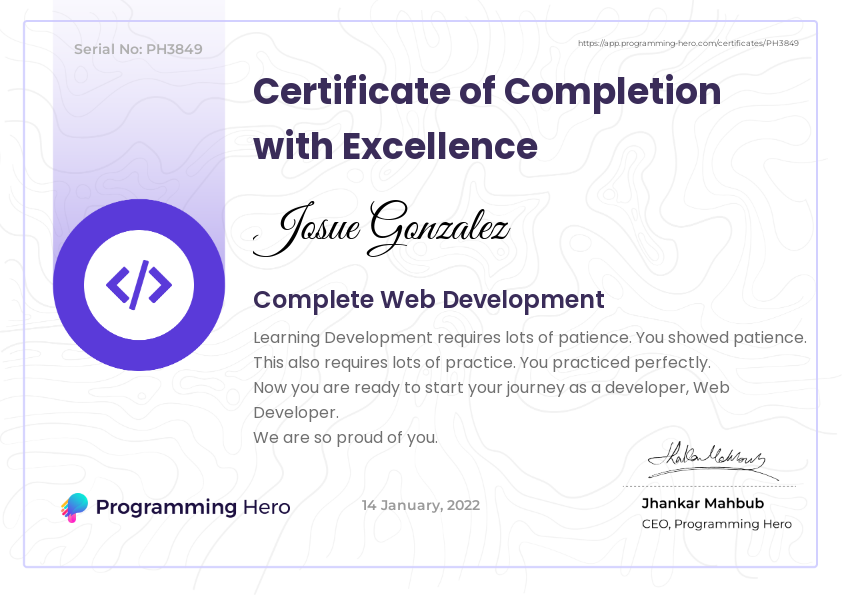 Serial No: PH3849
https://app.programming-hero.com/certificates/PH3849
Certificate of Completion
with Excellence
Josue Gonzalez
Complete Web Development
Learning Development requires lots of patience. You showed patience.
This also requires lots of practice. You practiced perfectly.
Now you are ready to start your journey as a developer, Web
Developer.
We are so proud of you.
Programming Hero
14 January, 2022
Jhankar Mahbub
CEO, Programming Hero